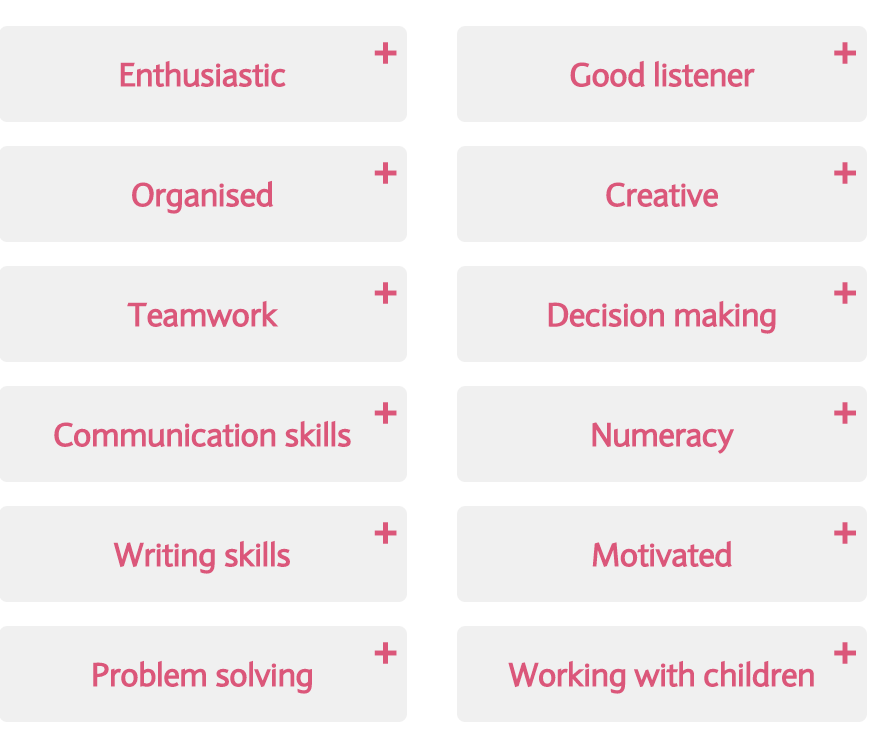 Enthusiastic +
Good listener +
Organised +
Creative +
Teamwork +
Decision making +
Communication skills +
Numeracy +
Writing skills +
Motivated +
Problem solving +
Working with children +